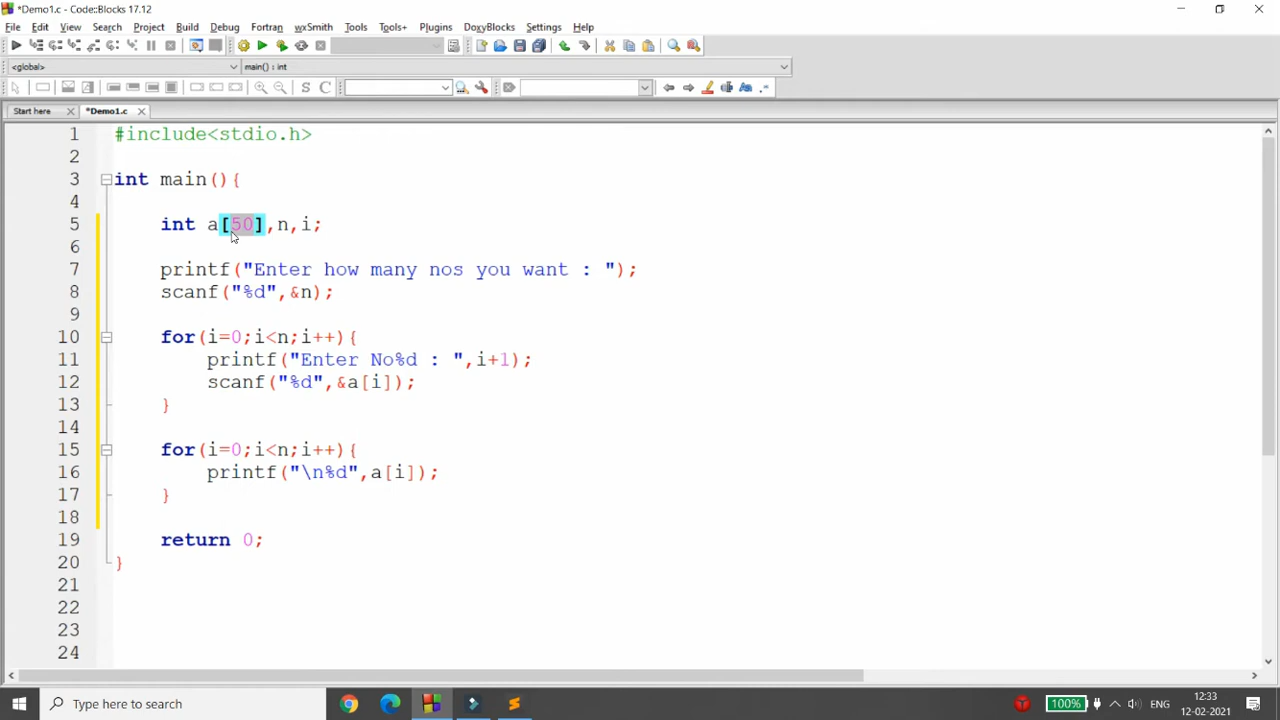 *Demo1.c - Code::Blocks 17.12
File Edit View Search Project Build Debug Fortran wxSmith Tools Tools+ Plugins DoxyBlocks Settings Help
<global> main() : int
S C
Start here *Demo1.c
1 #include<stdio.h>
2
3 int main(){
4
5 int a[50],n,i;
6
7 printf("Enter how many nos you want : ");
8 scanf("%d",&n);
9
10 for(i=0;i<n;i++){
11 printf("Enter No%d : ",i+1);
12 scanf("%d",&a[i]);
13 }
14
15 for(i=0;i<n;i++){
16 printf("\n%d",a[i]);
17 }
18
19 return 0;
20 }
21
22
23
24
Type here to search 100% ENG 12:33
12-02-2021